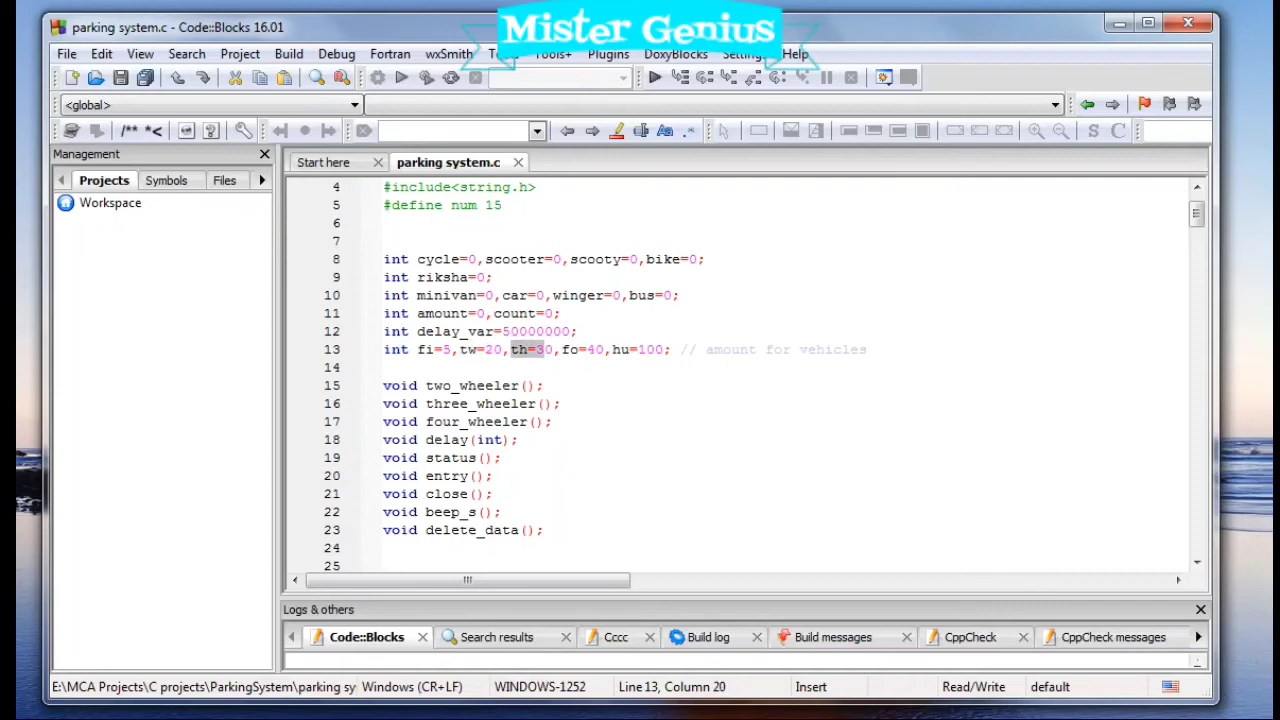 parking system.c - Code::Blocks 16.01
Mister Genius
File Edit View Search Project Build Debug Fortran wxSmith Tools+ Plugins DoxyBlocks Help
<global>
Management
Projects Symbols Files
Workspace
Start here parking system.c
4 #include<string.h>
5 #define num 15
6
7
8 int cycle=0,scooter=0,scooty=0,bike=0;
9 int riksha=0;
10 int minivan=0,car=0,winger=0,bus=0;
11 int amount=0,count=0;
12 int delay_var=50000000;
13 int fi=5,tw=20,th=30,fo=40,hu=100; // amount for vehicles
14
15 void two_wheeler();
16 void three_wheeler();
17 void four_wheeler();
18 void delay(int);
19 void status();
20 void entry();
21 void close();
22 void beep_s();
23 void delete_data();
24
25
Logs & others
Code::Blocks Search results Cccc Build log Build messages CppCheck CppCheck messages
E:\MCA Projects\C projects\ParkingSystem\parking sy Windows (CR+LF) WINDOWS-1252 Line 13, Column 20 Insert Read/Write default